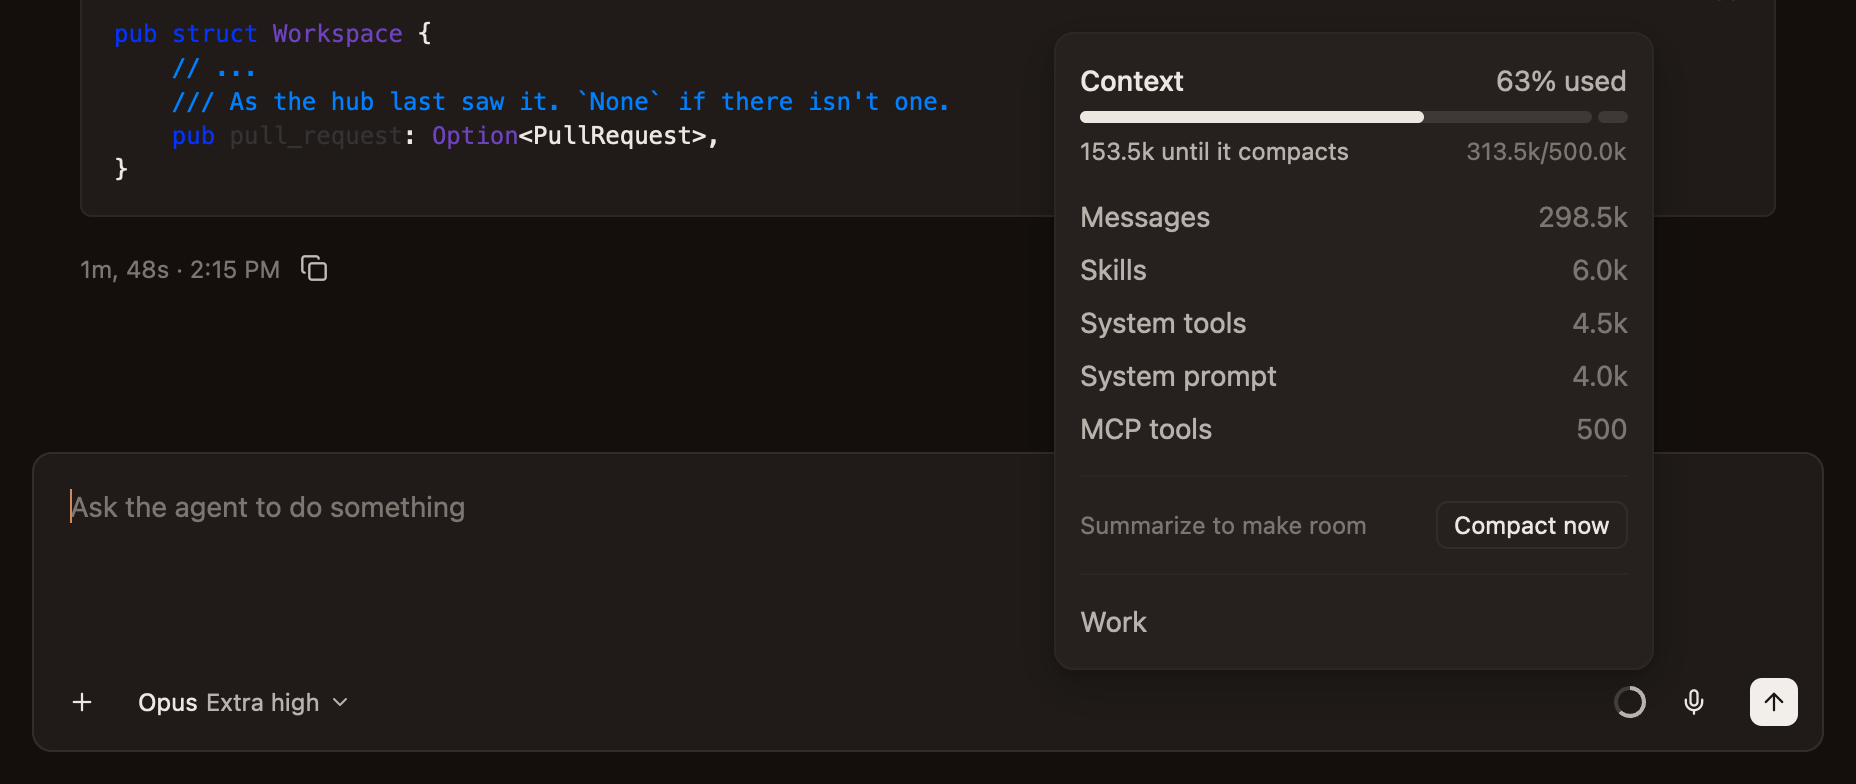 pub struct Workspace {
// ...
/// As the hub last saw it. `None` if there isn't one.
pub pull_request: Option<PullRequest>,
}
1m, 48s · 2:15 PM
Context
63% used
153.5k until it compacts
313.5k/500.0k
Messages
298.5k
Skills
6.0k
System tools
4.5k
System prompt
4.0k
MCP tools
500
Summarize to make room
Compact now
Work
Ask the agent to do something
Opus Extra high